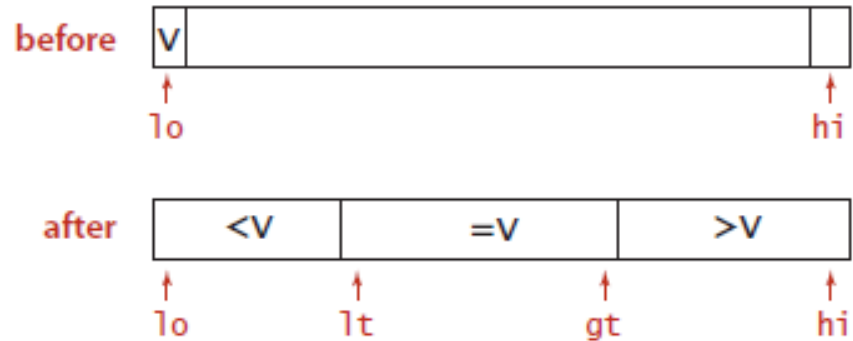 before v
lo hi
after <v =v >v
lo lt gt hi